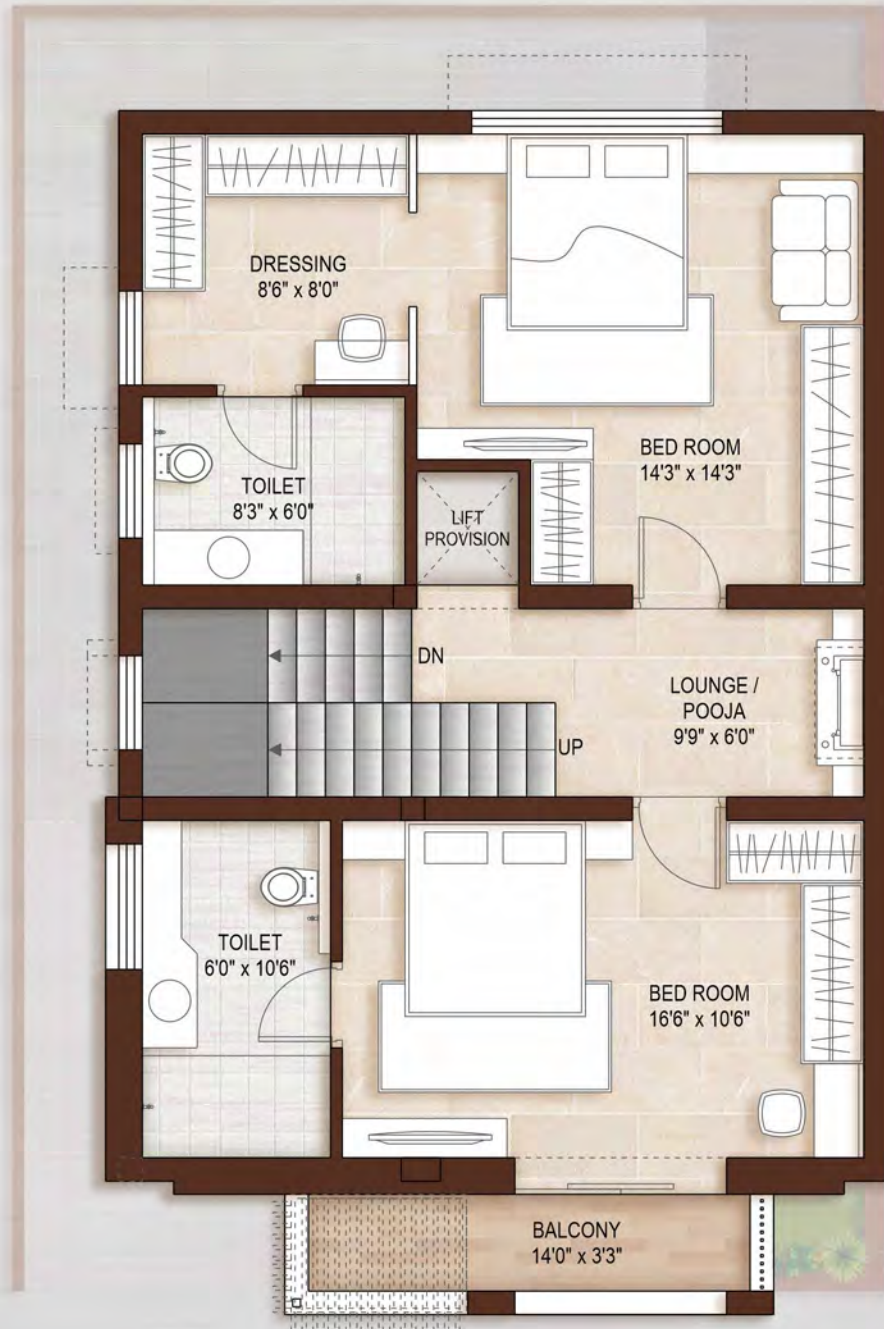 DRESSING
8'6" x 8'0"
BED ROOM
14'3" x 14'3"
TOILET
8'3" x 6'0"
LIFT
PROVISION
DN
LOUNGE /
POOJA
9'9" x 6'0"
UP
TOILET
6'0" x 10'6"
BED ROOM
16'6" x 10'6"
BALCONY
14'0" x 3'3"